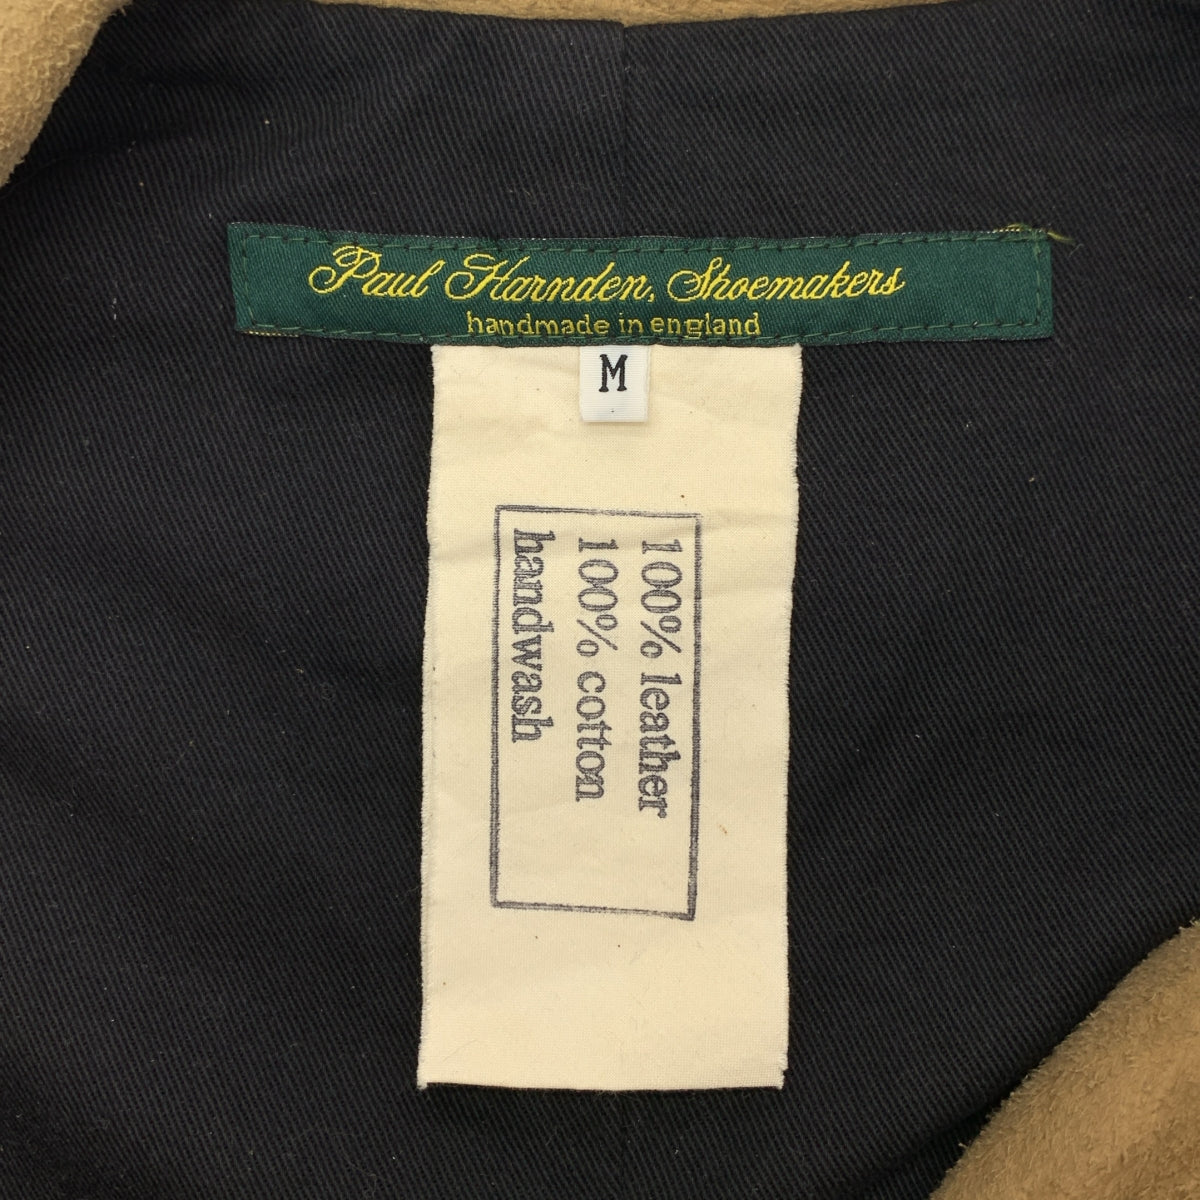 Paul Harnden, Shoemakers
handmade in england
M
100% leather
100% cotton
handwash